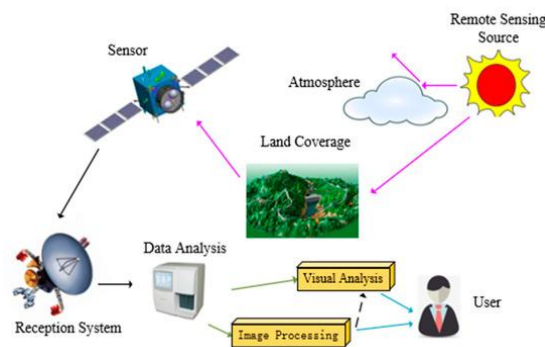 Remote Sensing
Source
Sensor
Atmosphere
Land Coverage
Data Analysis
Visual Analysis
User
Reception System
Image Processing